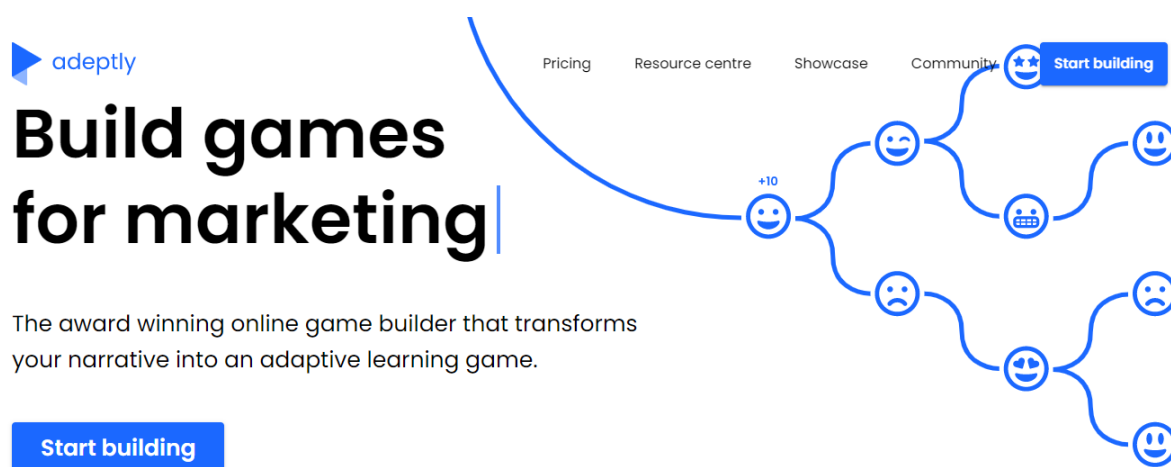 adeptly
Pricing Resource centre Showcase Community Start building
Build games
for marketing
+10
The award winning online game builder that transforms
your narrative into an adaptive learning game.
Start building